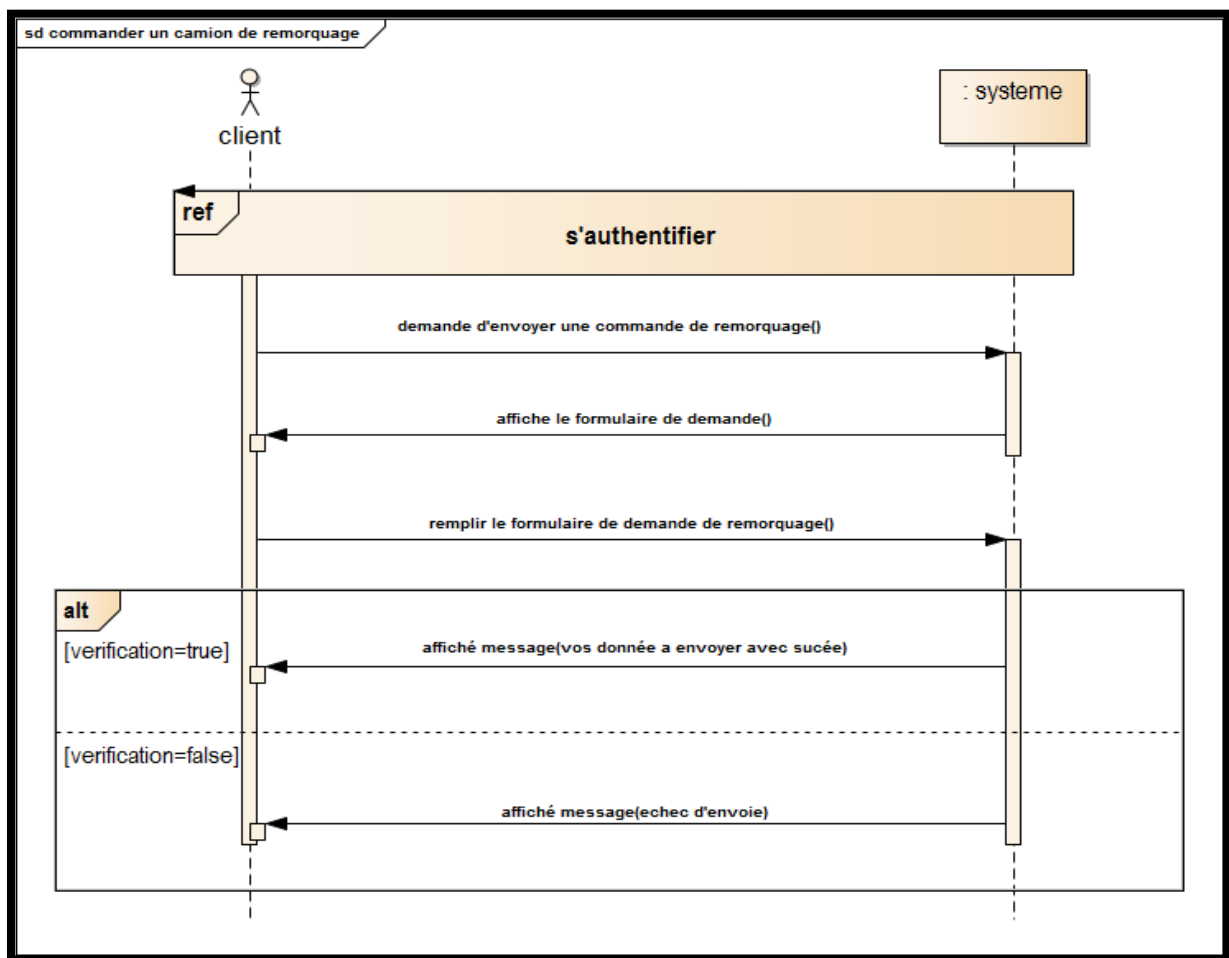 sd commander un camion de remorquage
client
: systeme
ref
s'authentifier
demande d'envoyer une commande de remorquage()
affiche le formulaire de demande()
remplir le formulaire de demande de remorquage()
alt
[verification=true]
affiché message(vos donnée a envoyer avec sucée)
[verification=false]
affiché message(echec d'envoie)